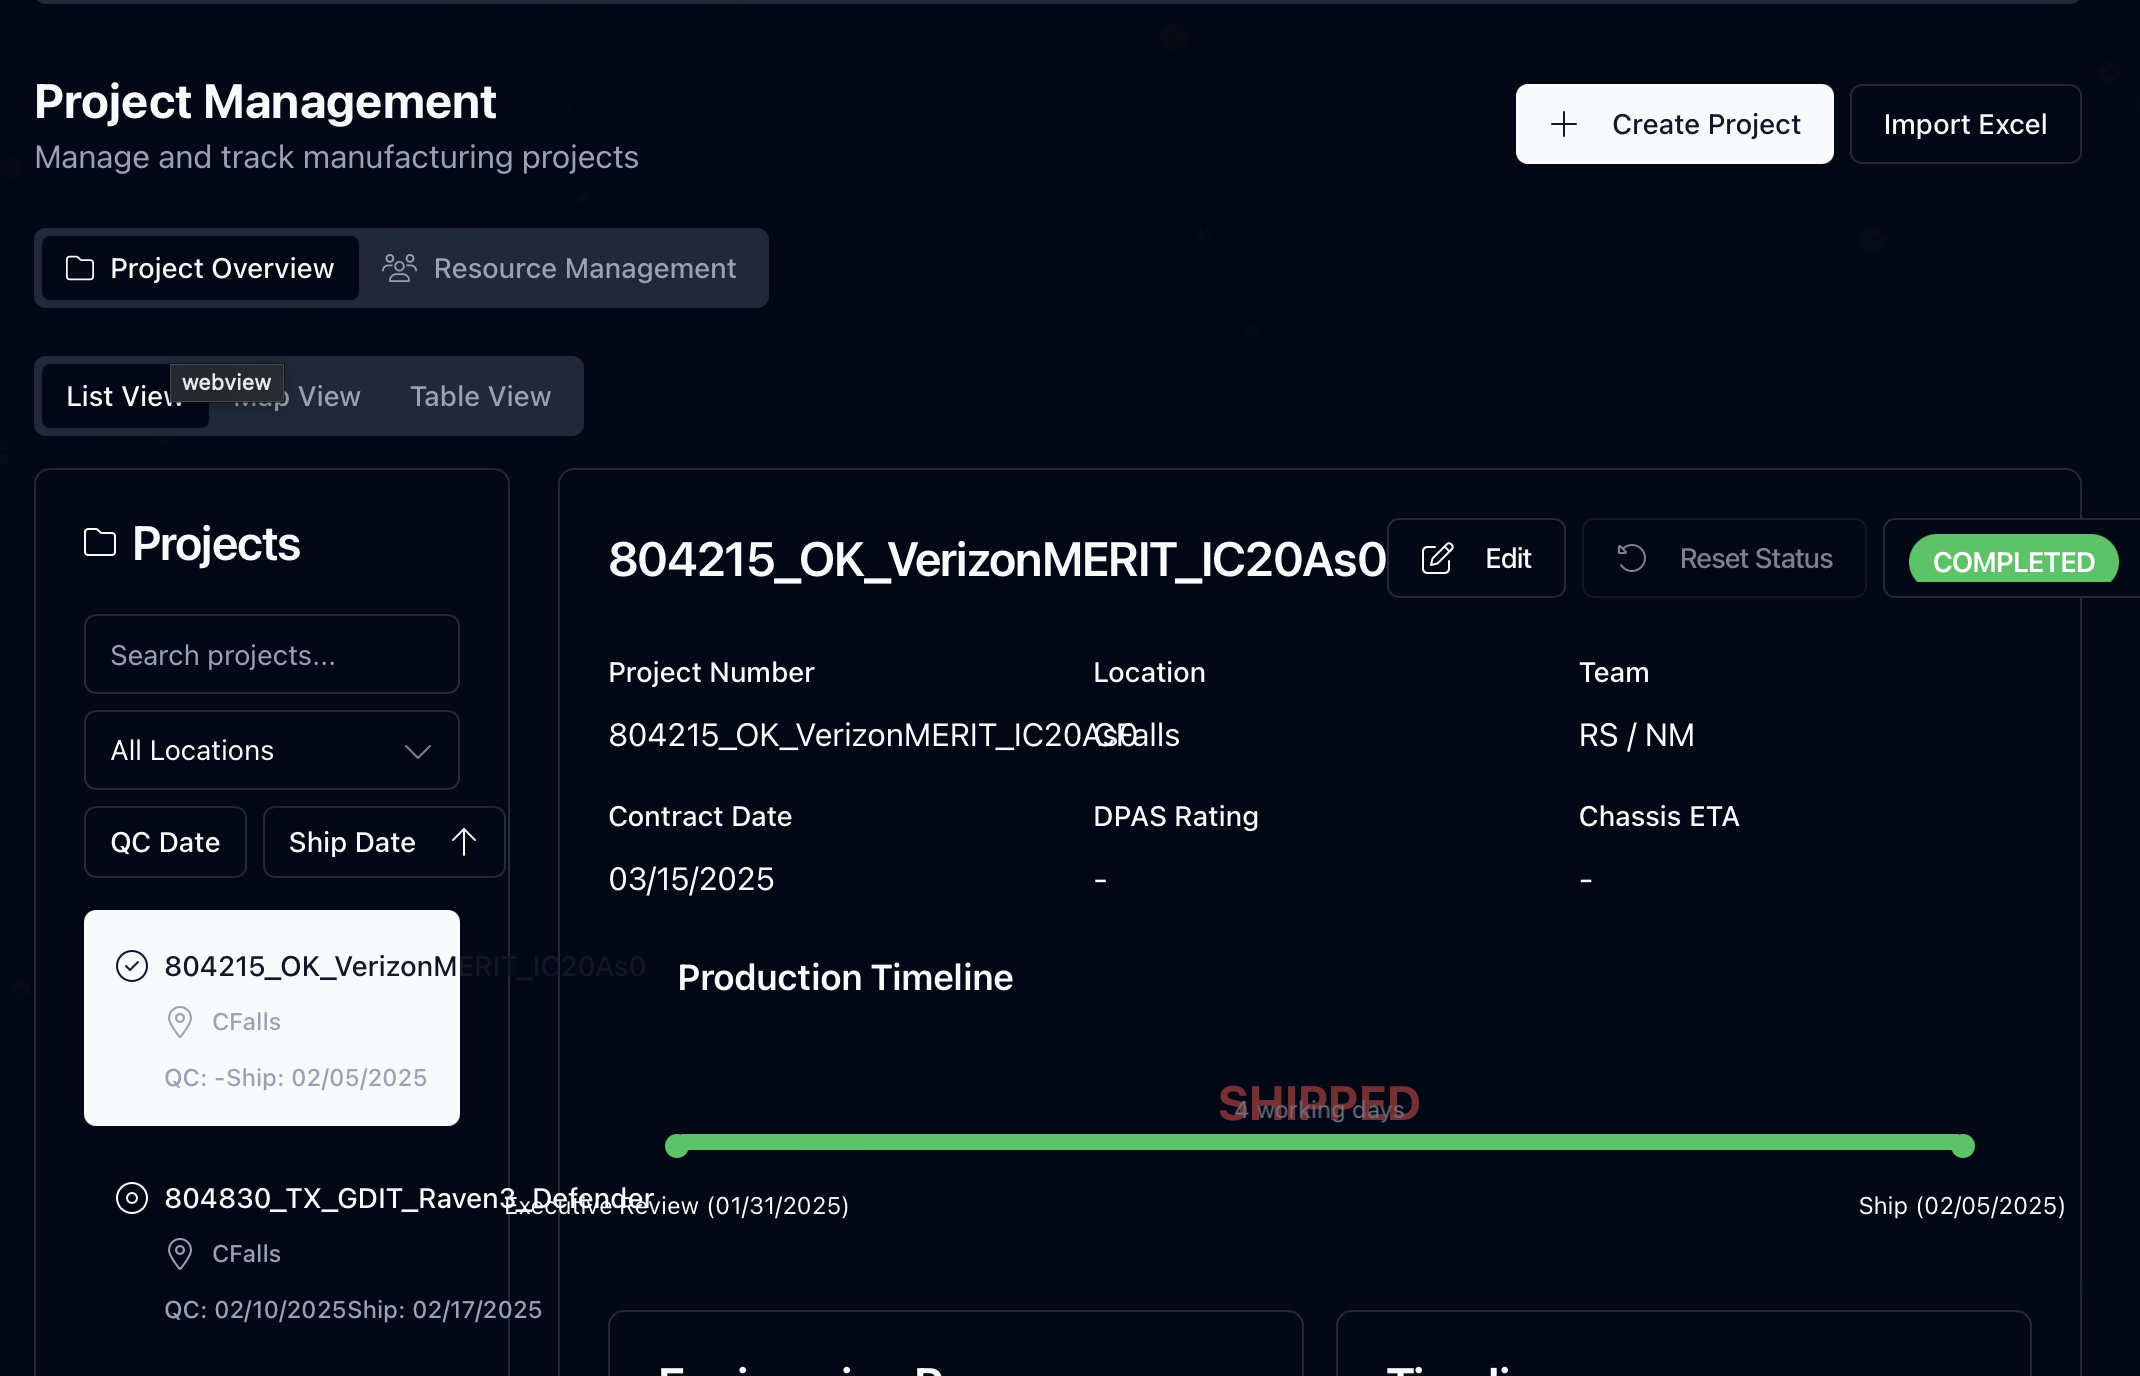 Project Management
Manage and track manufacturing projects
Create Project
Import Excel
Project Overview
Resource Management
List View
webview
Map View
Table View
Projects
Search projects...
All Locations
QC Date
Ship Date
804215_OK_VerizonMERIT_IC20As0
CFalls
QC: -Ship: 02/05/2025
804830_TX_GDIT_Raven3_Defender
CFalls
QC: 02/10/2025Ship: 02/17/2025
804215_OK_VerizonMERIT_IC20As0
Edit
Reset Status
COMPLETED
Project Number
Location
Team
804215_OK_VerizonMERIT_IC20As0
CFalls
RS / NM
Contract Date
DPAS Rating
Chassis ETA
03/15/2025
-
-
Production Timeline
SHIPPED
4 working days
Executive Review (01/31/2025)
Ship (02/05/2025)